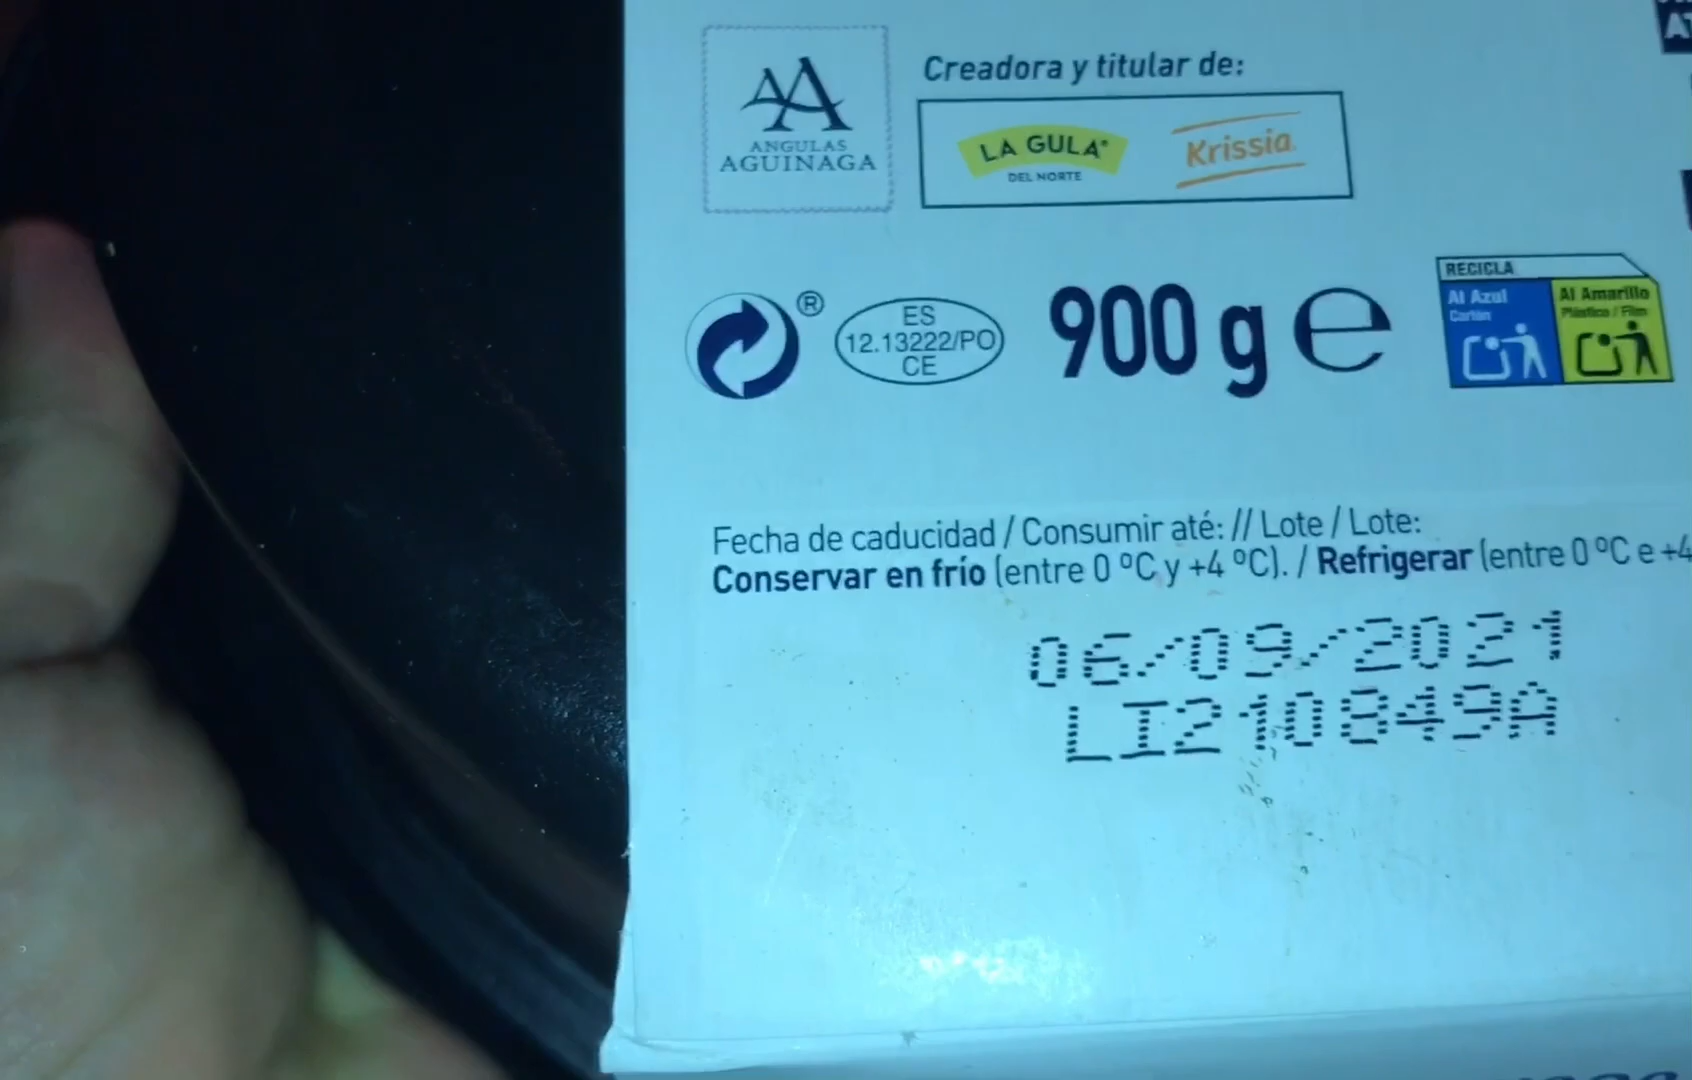 AA
ANGULAS
AGUINAGA
Creadora y titular de:
LA GULA®
DEL NORTE
Krissia
®
ES
12.13222/PO
CE
900 g e
RECICLA
Al Azul
Cartón
Al Amarillo
Plástico / Film
Fecha de caducidad / Consumir até: // Lote / Lote:
Conservar en frío (entre 0 ºC y +4 ºC). / Refrigerar (entre 0 ºC e +4
06/09/2021
LI210849A